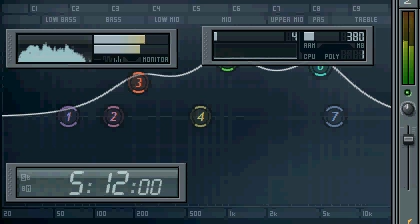 C1 C2 C3 C4 C5 C6 C7 C8 C9
LOW BASS BASS LOW MID MID UPPER MID PRS TREBLE
MONITOR
4 380
RAM MB
CPU POLY 1
3
1 2 4 7
5:12:00
20 50 100 200 500 1k 2k 5k 10k